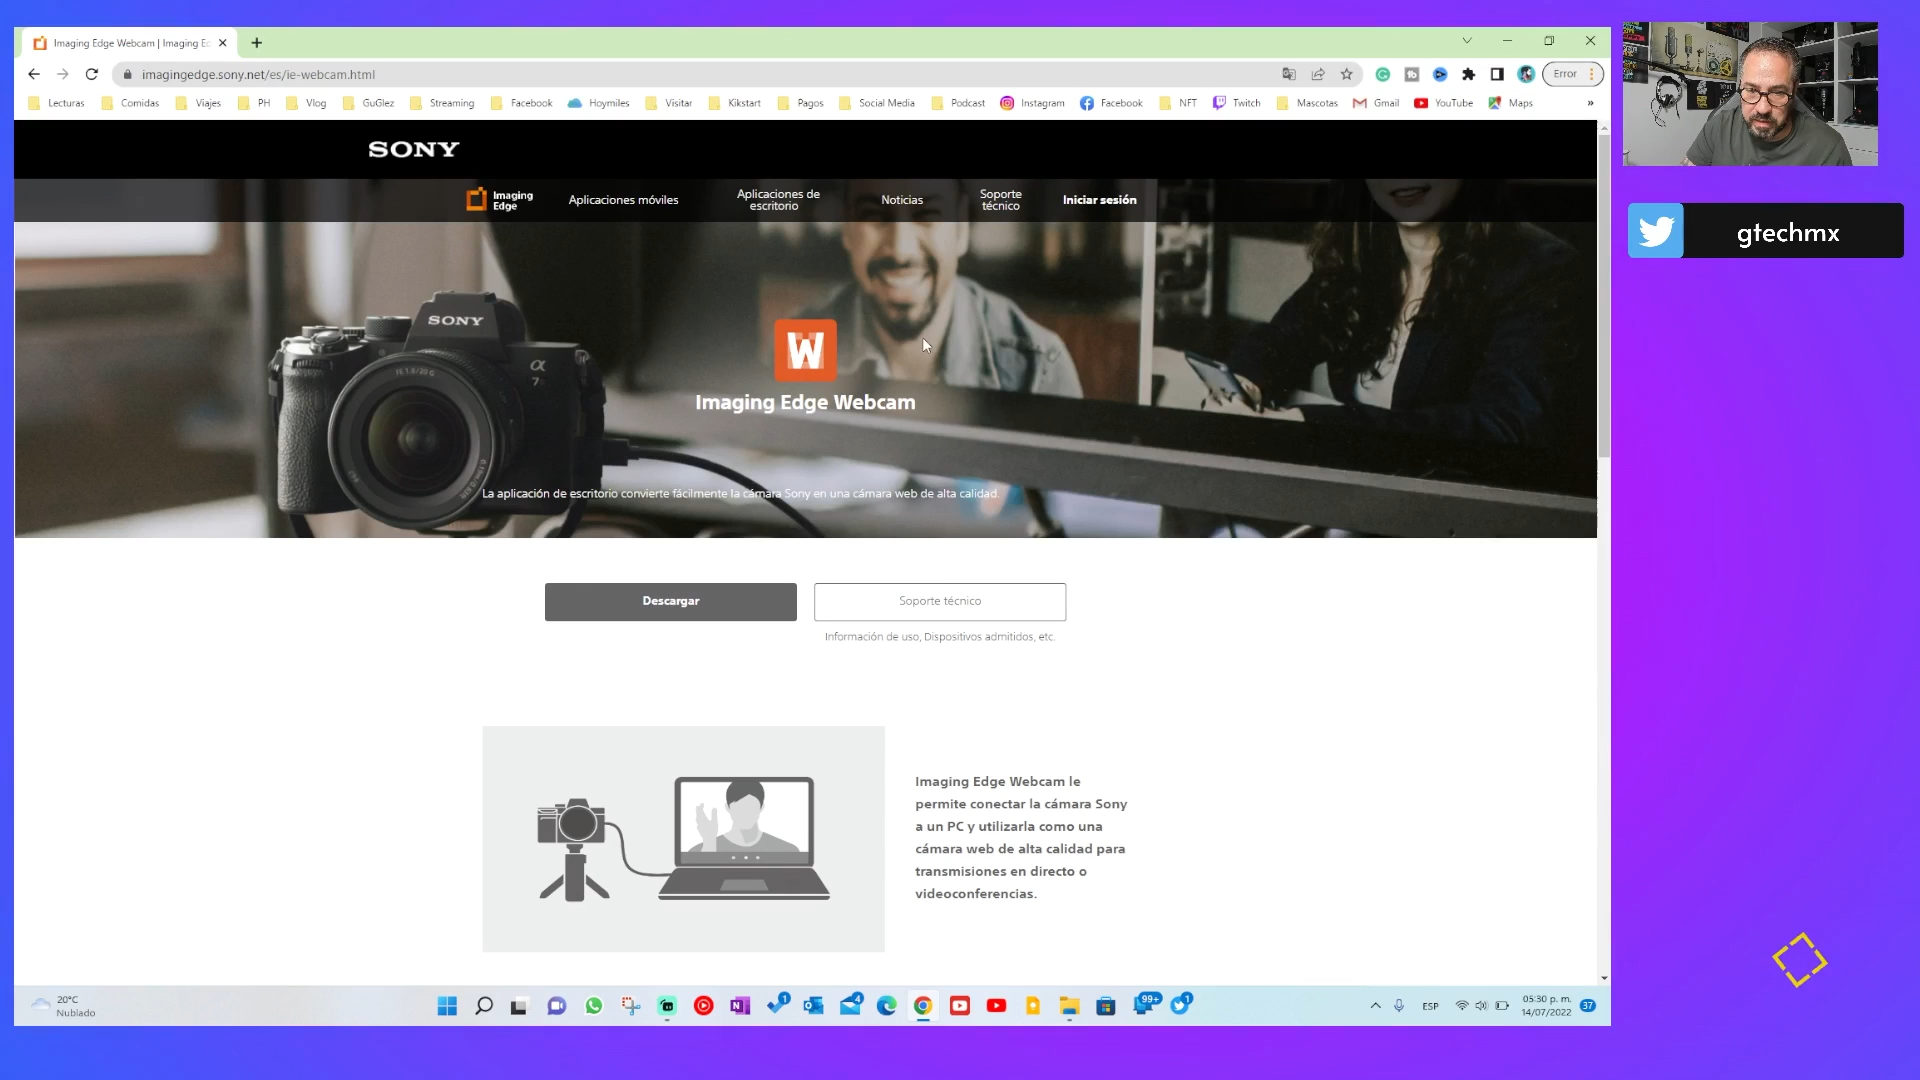 Imaging Edge Webcam | Imaging Ed
imagingedge.sony.net/es/ie-webcam.html
Error
Lecturas Comidas Viajes PH Vlog GuGlez Streaming Facebook Hoymiles Visitar Kikstart Pagos Social Media Podcast Instagram Facebook NFT Twitch Mascotas Gmail YouTube Maps »
SONY
Imaging
Edge
Aplicaciones móviles
Aplicaciones de
escritorio
Noticias
Soporte
técnico
Iniciar sesión
SONY
α
7
W
Imaging Edge Webcam
La aplicación de escritorio convierte fácilmente la cámara Sony en una cámara web de alta calidad.
Descargar
Soporte técnico
Información de uso, Dispositivos admitidos, etc.
Imaging Edge Webcam le
permite conectar la cámara Sony
a un PC y utilizarla como una
cámara web de alta calidad para
transmisiones en directo o
videoconferencias.
gtechmx
20°C
Nublado
1
4
99+
1
ESP
05:30 p. m.
14/07/2022
37